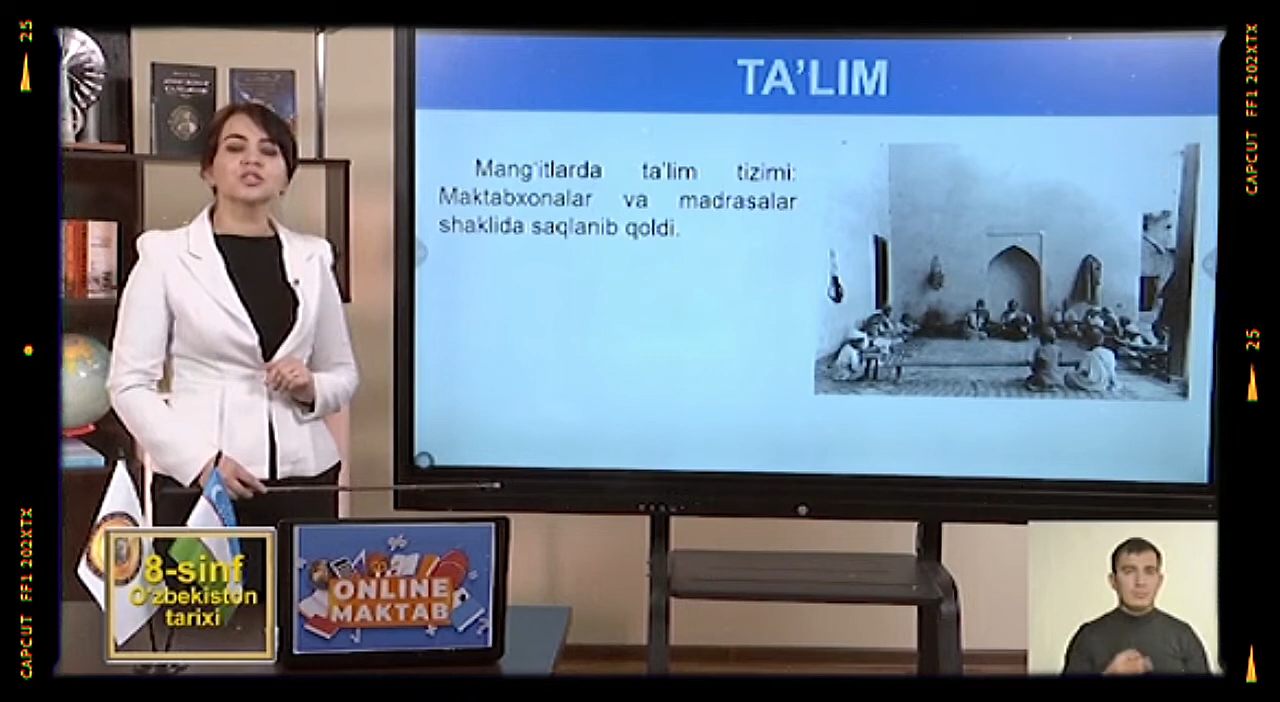 TA’LIM
Mang‘itlarda ta’lim tizimi:
Maktabxonalar va madrasalar
shaklida saqlanib qoldi.
8-sinf
O‘zbekiston
tarixi
ONLINE
MAKTAB
25
CAPCUT FF1 202XTX
CAPCUT FF1 202XTX
25